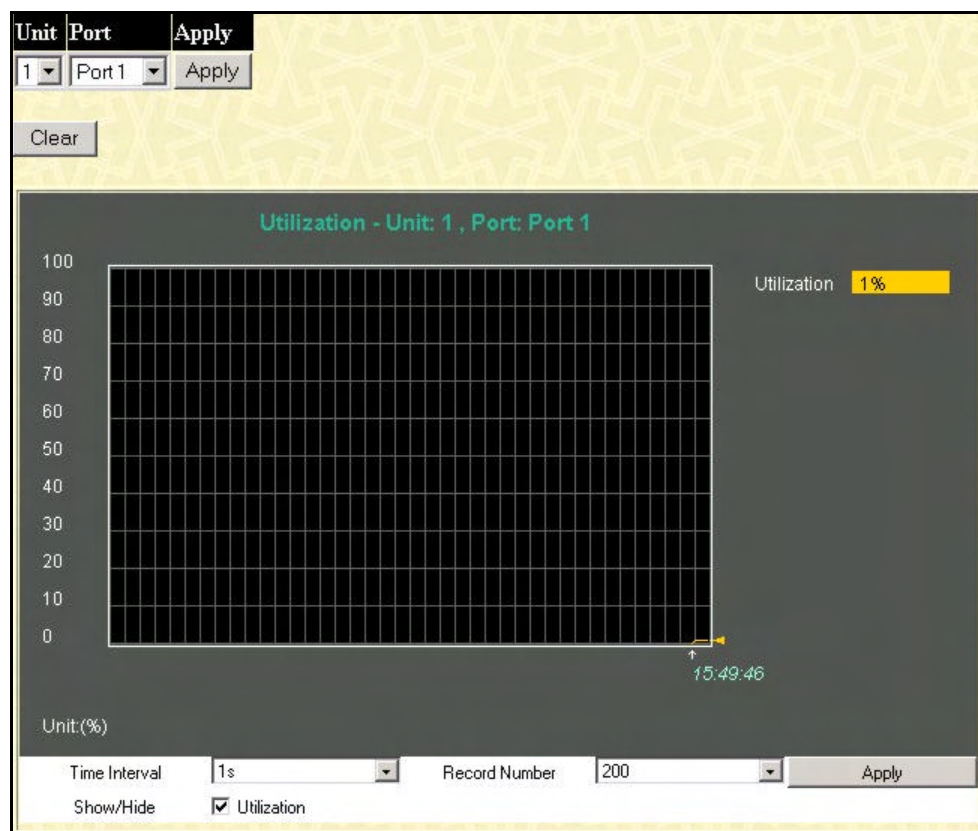 Unit Port Apply
1 Port 1 Apply
Clear
Utilization - Unit: 1 , Port: Port 1
100
Utilization 1%
90
80
70
60
50
40
30
20
10
0
15:49:46
Unit:(%)
Time Interval 1s Record Number 200 Apply
Show/Hide Utilization